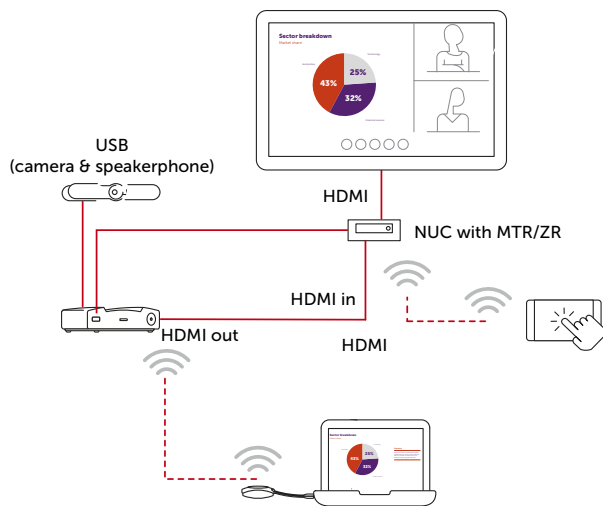 Sector breakdown
25%
43%
32%
USB
(camera & speakerphone)
HDMI
NUC with MTR/ZR
HDMI in
HDMI out
HDMI
Sector breakdown
25%
43%
32%